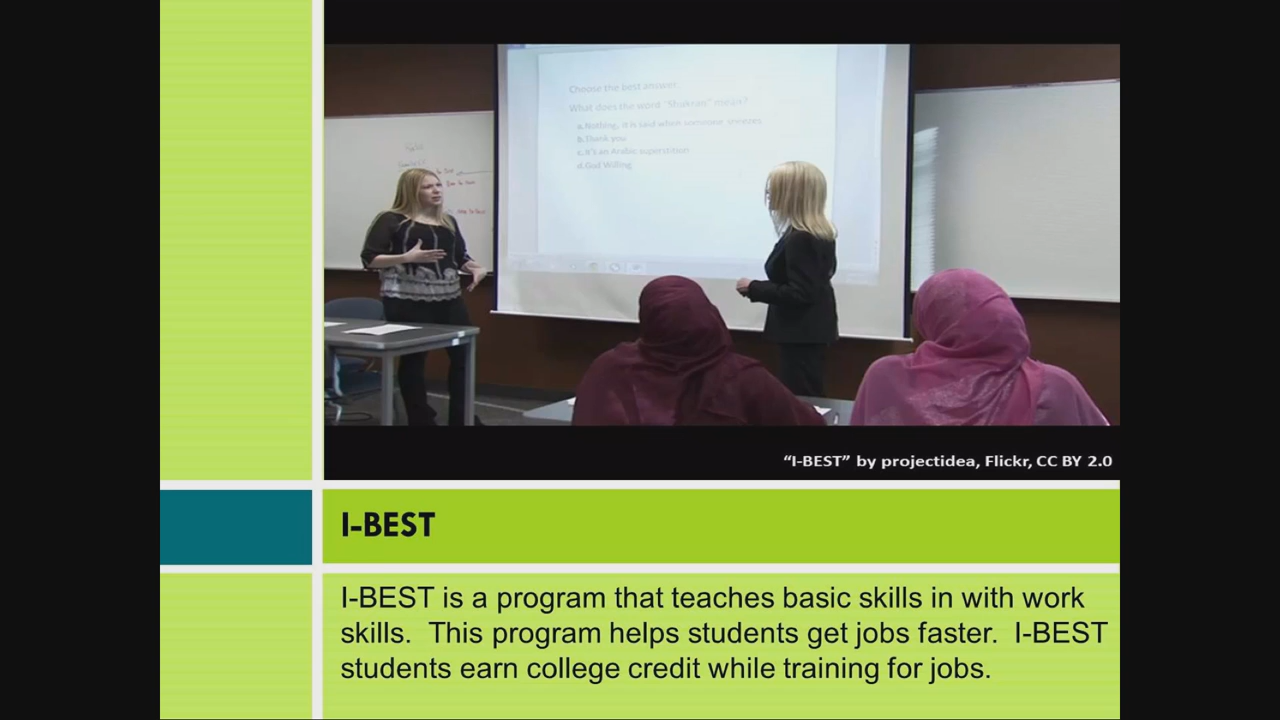 Choose the best answer.
What does the word "Shukran" mean?
a. Nothing, it is said when someone sneezes
b. Thank you
c. It's an Arabic superstition
d. God Willing
“I-BEST” by projectidea, Flickr, CC BY 2.0
I-BEST
I-BEST is a program that teaches basic skills in with work
skills. This program helps students get jobs faster. I-BEST
students earn college credit while training for jobs.